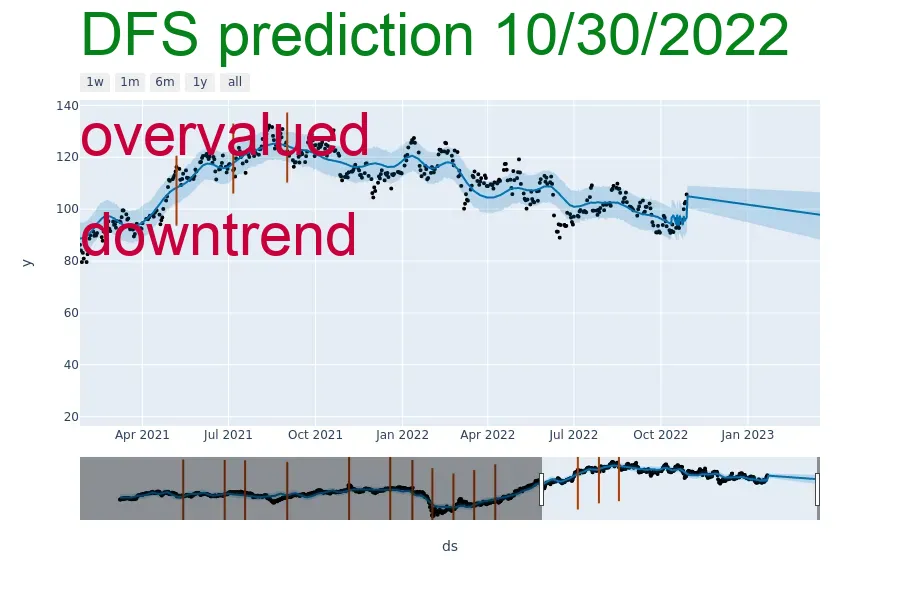 DFS prediction 10/30/2022
1w 1m 6m 1y all
140
overvalued
120
100
downtrend
80
y
60
40
20
Apr 2021 Jul 2021 Oct 2021 Jan 2022 Apr 2022 Jul 2022 Oct 2022 Jan 2023
ds